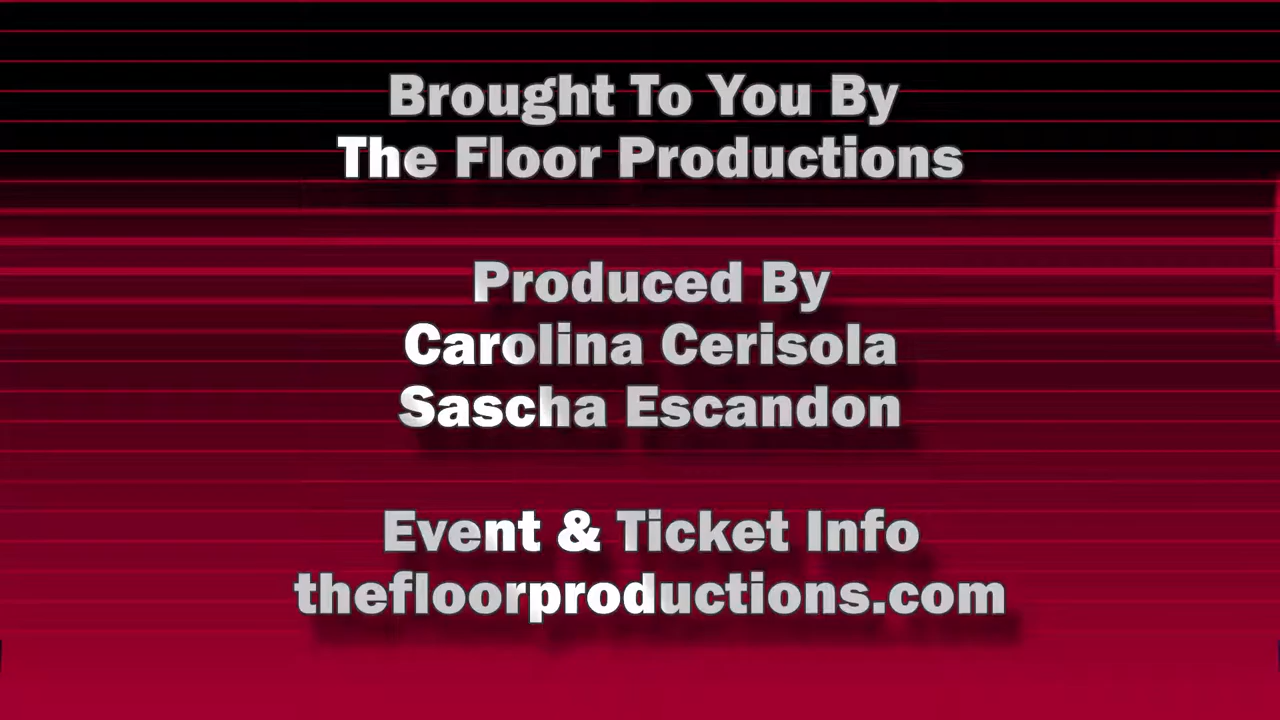 Brought To You By
The Floor Productions
Produced By
Carolina Cerisola
Sascha Escandon
Event & Ticket Info
thefloorproductions.com